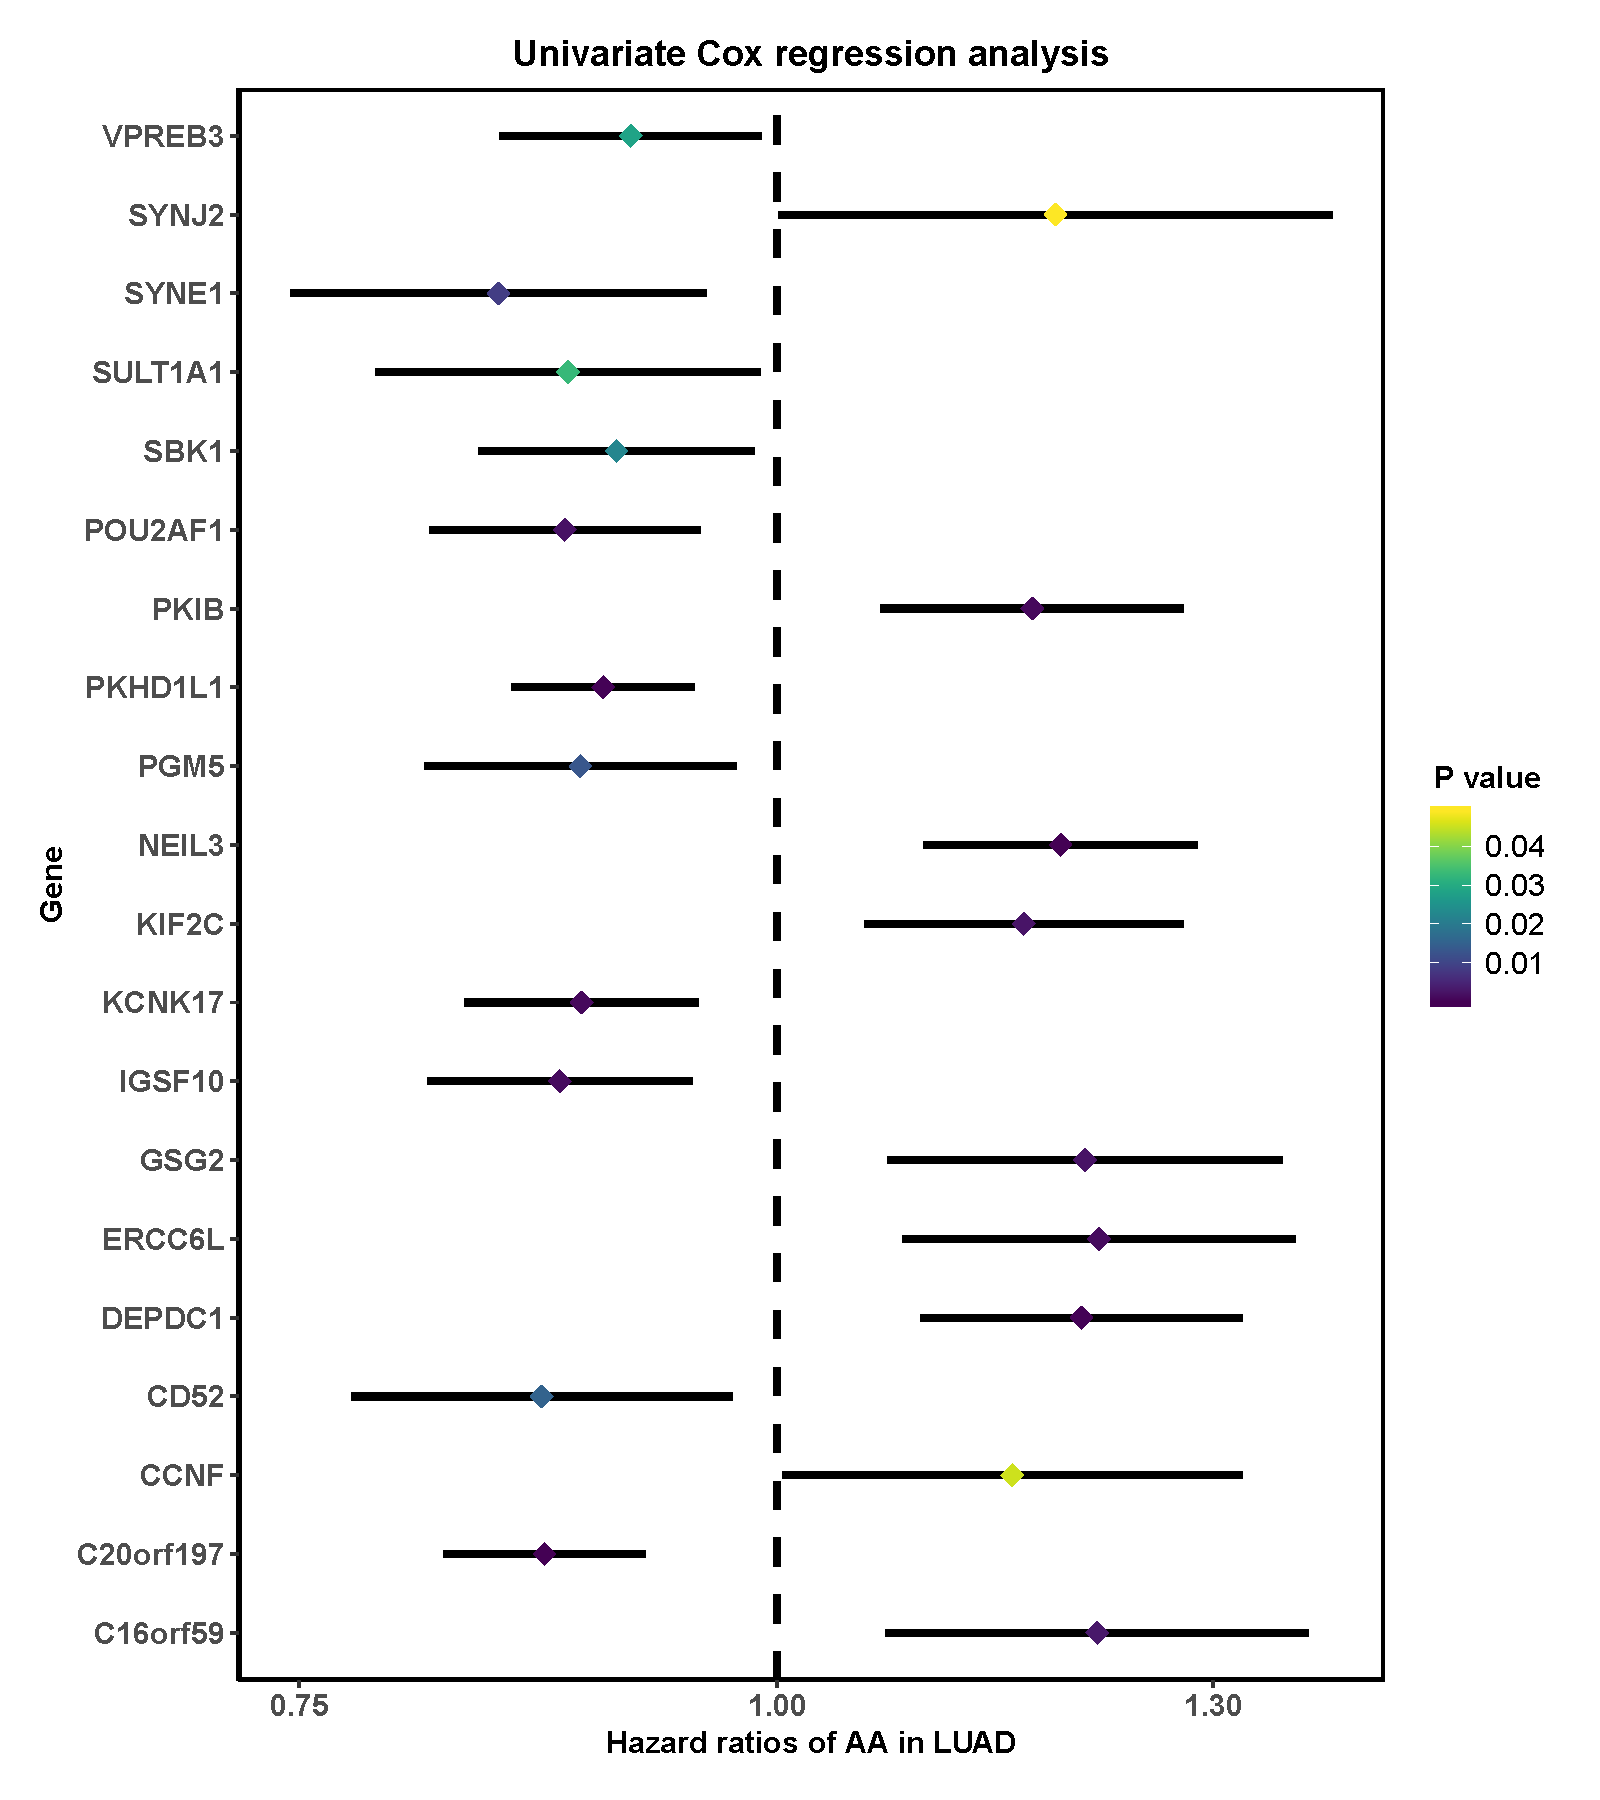 Univariate Cox regression analysis
VPREB3
SYNJ2
SYNE1
SULT1A1
SBK1
POU2AF1
PKIB
PKHD1L1
PGM5
NEIL3
KIF2C
KCNK17
IGSF10
GSG2
ERCC6L
DEPDC1
CD52
CCNF
C20orf197
C16orf59
Gene
0.75 1.00 1.30
Hazard ratios of AA in LUAD
P value
0.04
0.03
0.02
0.01